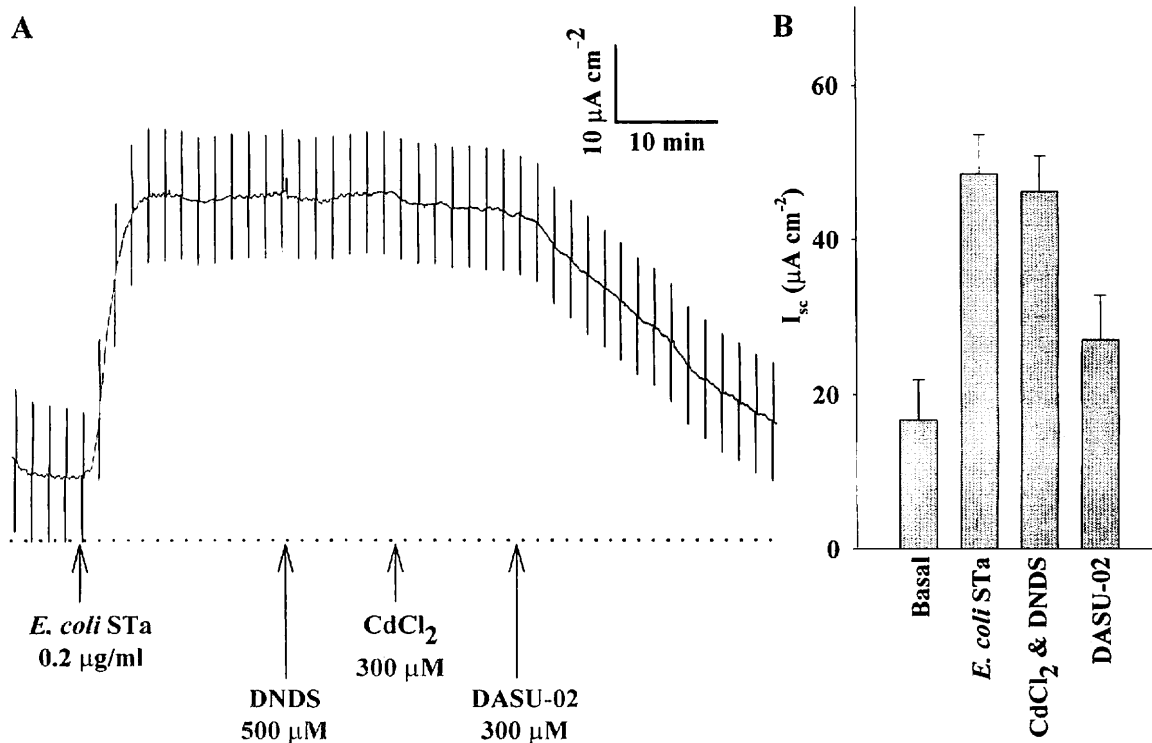 A
10 µA cm⁻²
10 min
E. coli STa
0.2 µg/ml
DNDS
500 µM
CdCl₂
300 µM
DASU-02
300 µM
B
I_sc (µA cm⁻²)
60
40
20
0
Basal
E. coli STa
CdCl₂ & DNDS
DASU-02